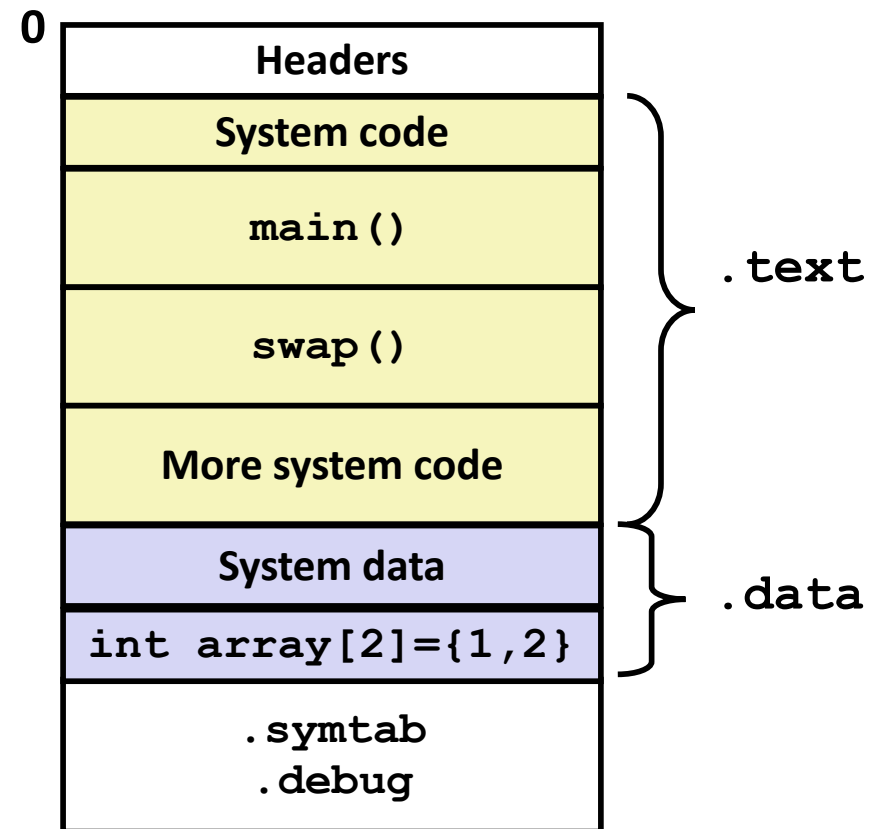 0
Headers
System code
main()
swap()
More system code
.text
System data
int array[2]={1,2}
.data
.symtab
.debug